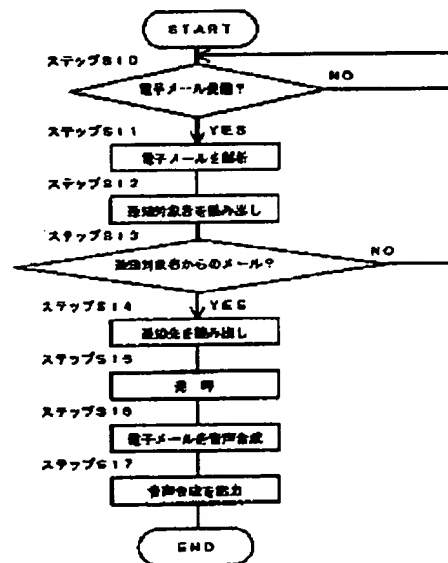 START
ステップS10
電子メール受信? NO
ステップS11 YES
電子メールを解析
ステップS12
通知対象者を読み出し
ステップS13
通知対象者からのメール? NO
ステップS14 YES
通知先を読み出し
ステップS15
発呼
ステップS16
電子メールを音声合成
ステップS17
音声合成を出力
END